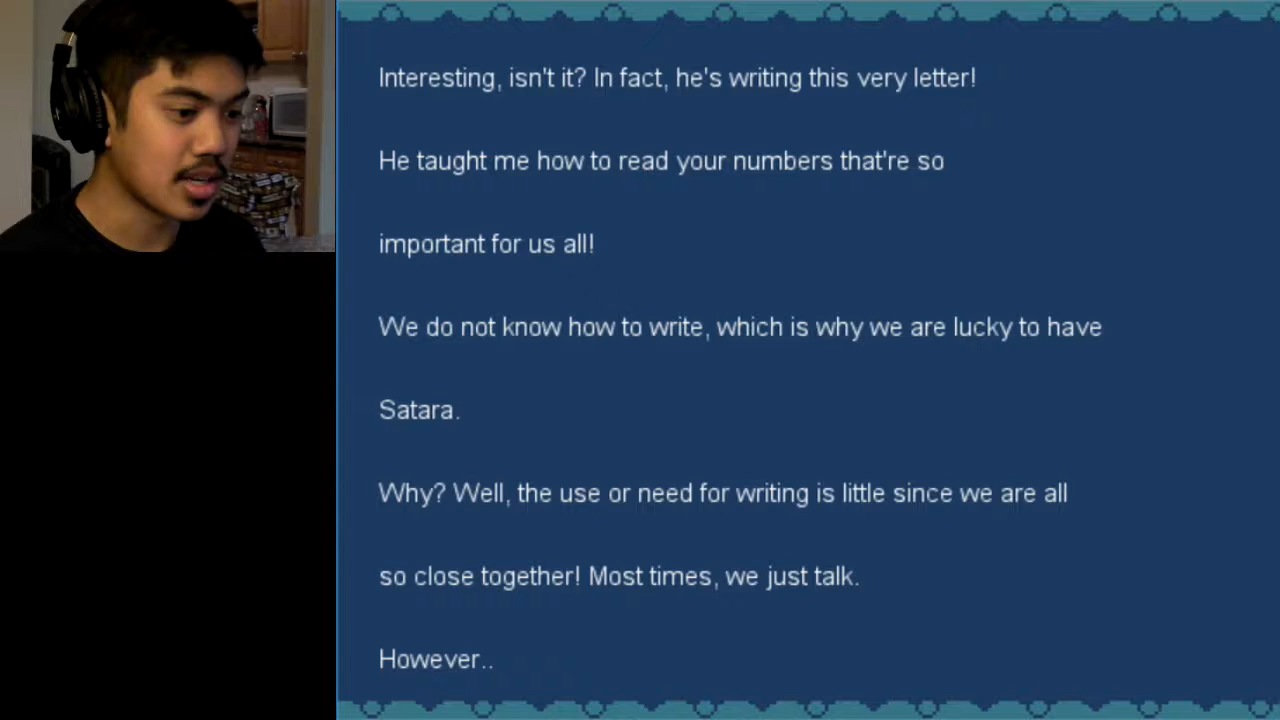 Interesting, isn't it? In fact, he's writing this very letter!
He taught me how to read your numbers that're so
important for us all!
We do not know how to write, which is why we are lucky to have
Satara.
Why? Well, the use or need for writing is little since we are all
so close together! Most times, we just talk.
However..